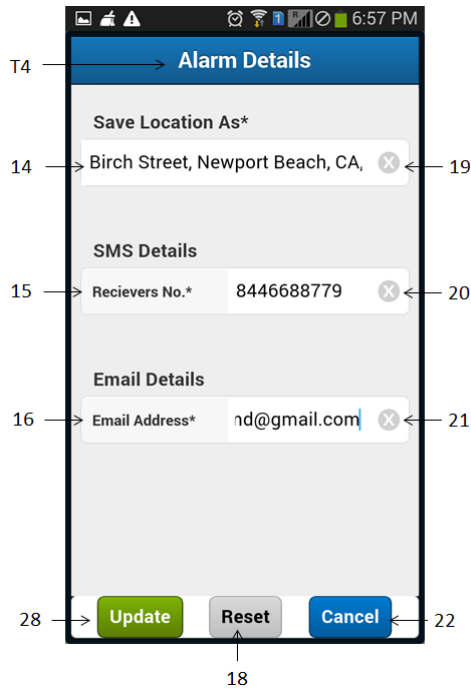 6:57 PM
T4 Alarm Details
Save Location As*
14 Birch Street, Newport Beach, CA, 19
SMS Details
15 Recievers No.* 8446688779 20
Email Details
16 Email Address* nd@gmail.com 21
28 Update Reset Cancel 22
18